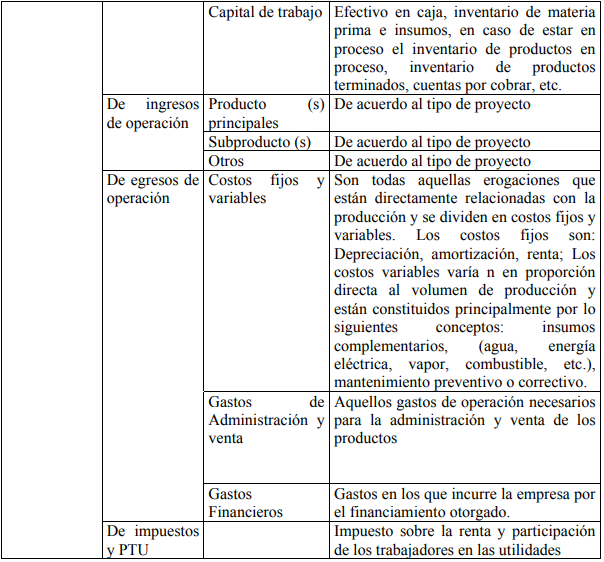 Capital de trabajo
Efectivo en caja, inventario de materia
prima e insumos, en caso de estar en
proceso el inventario de productos en
proceso, inventario de productos
terminados, cuentas por cobrar, etc.
De ingresos
de operación
Producto (s)
principales
De acuerdo al tipo de proyecto
Subproducto (s)
De acuerdo al tipo de proyecto
Otros
De acuerdo al tipo de proyecto
De egresos de
operación
Costos fijos y
variables
Son todas aquellas erogaciones que
están directamente relacionadas con la
producción y se dividen en costos fijos y
variables. Los costos fijos son:
Depreciación, amortización, renta; Los
costos variables varía n en proporción
directa al volumen de producción y
están constituidos principalmente por lo
siguientes conceptos: insumos
complementarios, (agua, energía
eléctrica, vapor, combustible, etc.),
mantenimiento preventivo o correctivo.
Gastos de
Administración y
venta
Aquellos gastos de operación necesarios
para la administración y venta de los
productos
Gastos
Financieros
Gastos en los que incurre la empresa por
el financiamiento otorgado.
De impuestos
y PTU
Impuesto sobre la renta y participación
de los trabajadores en las utilidades